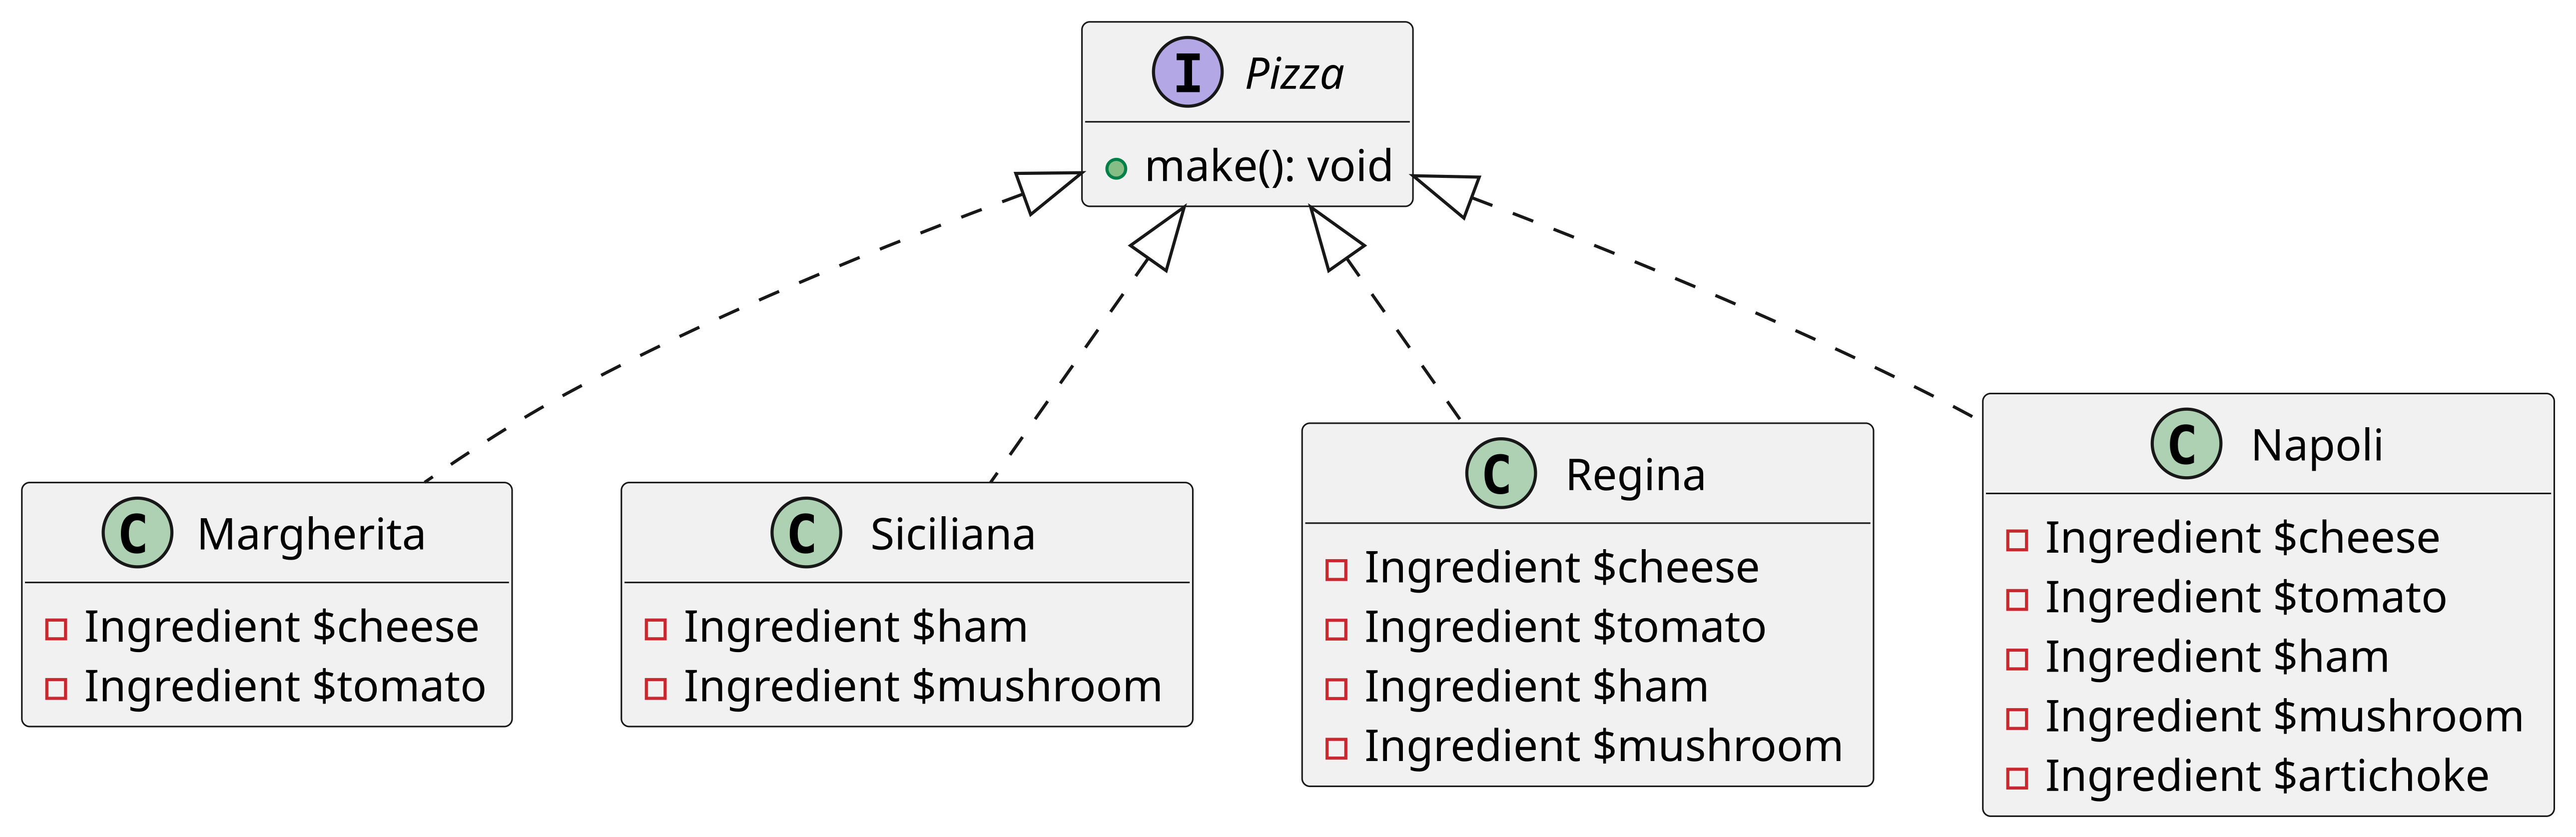 I Pizza
make(): void
C Margherita
Ingredient $cheese
Ingredient $tomato
C Siciliana
Ingredient $ham
Ingredient $mushroom
C Regina
Ingredient $cheese
Ingredient $tomato
Ingredient $ham
Ingredient $mushroom
C Napoli
Ingredient $cheese
Ingredient $tomato
Ingredient $ham
Ingredient $mushroom
Ingredient $artichoke